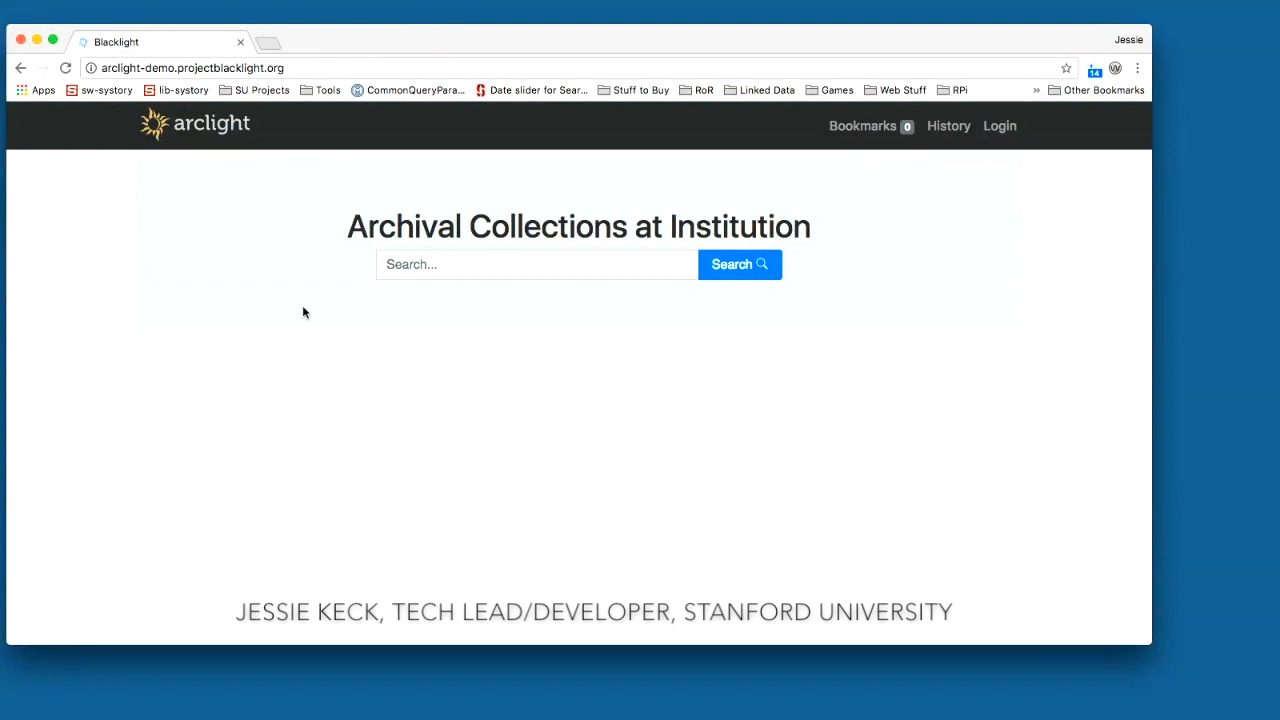 Blacklight
Jessie
arclight-demo.projectblacklight.org
14
Apps sw-systory lib-systory SU Projects Tools CommonQueryPara... Date slider for Sear... Stuff to Buy RoR Linked Data Games Web Stuff RPi » Other Bookmarks
arclight
Bookmarks 0 History Login
Archival Collections at Institution
Search... Search
JESSIE KECK, TECH LEAD/DEVELOPER, STANFORD UNIVERSITY